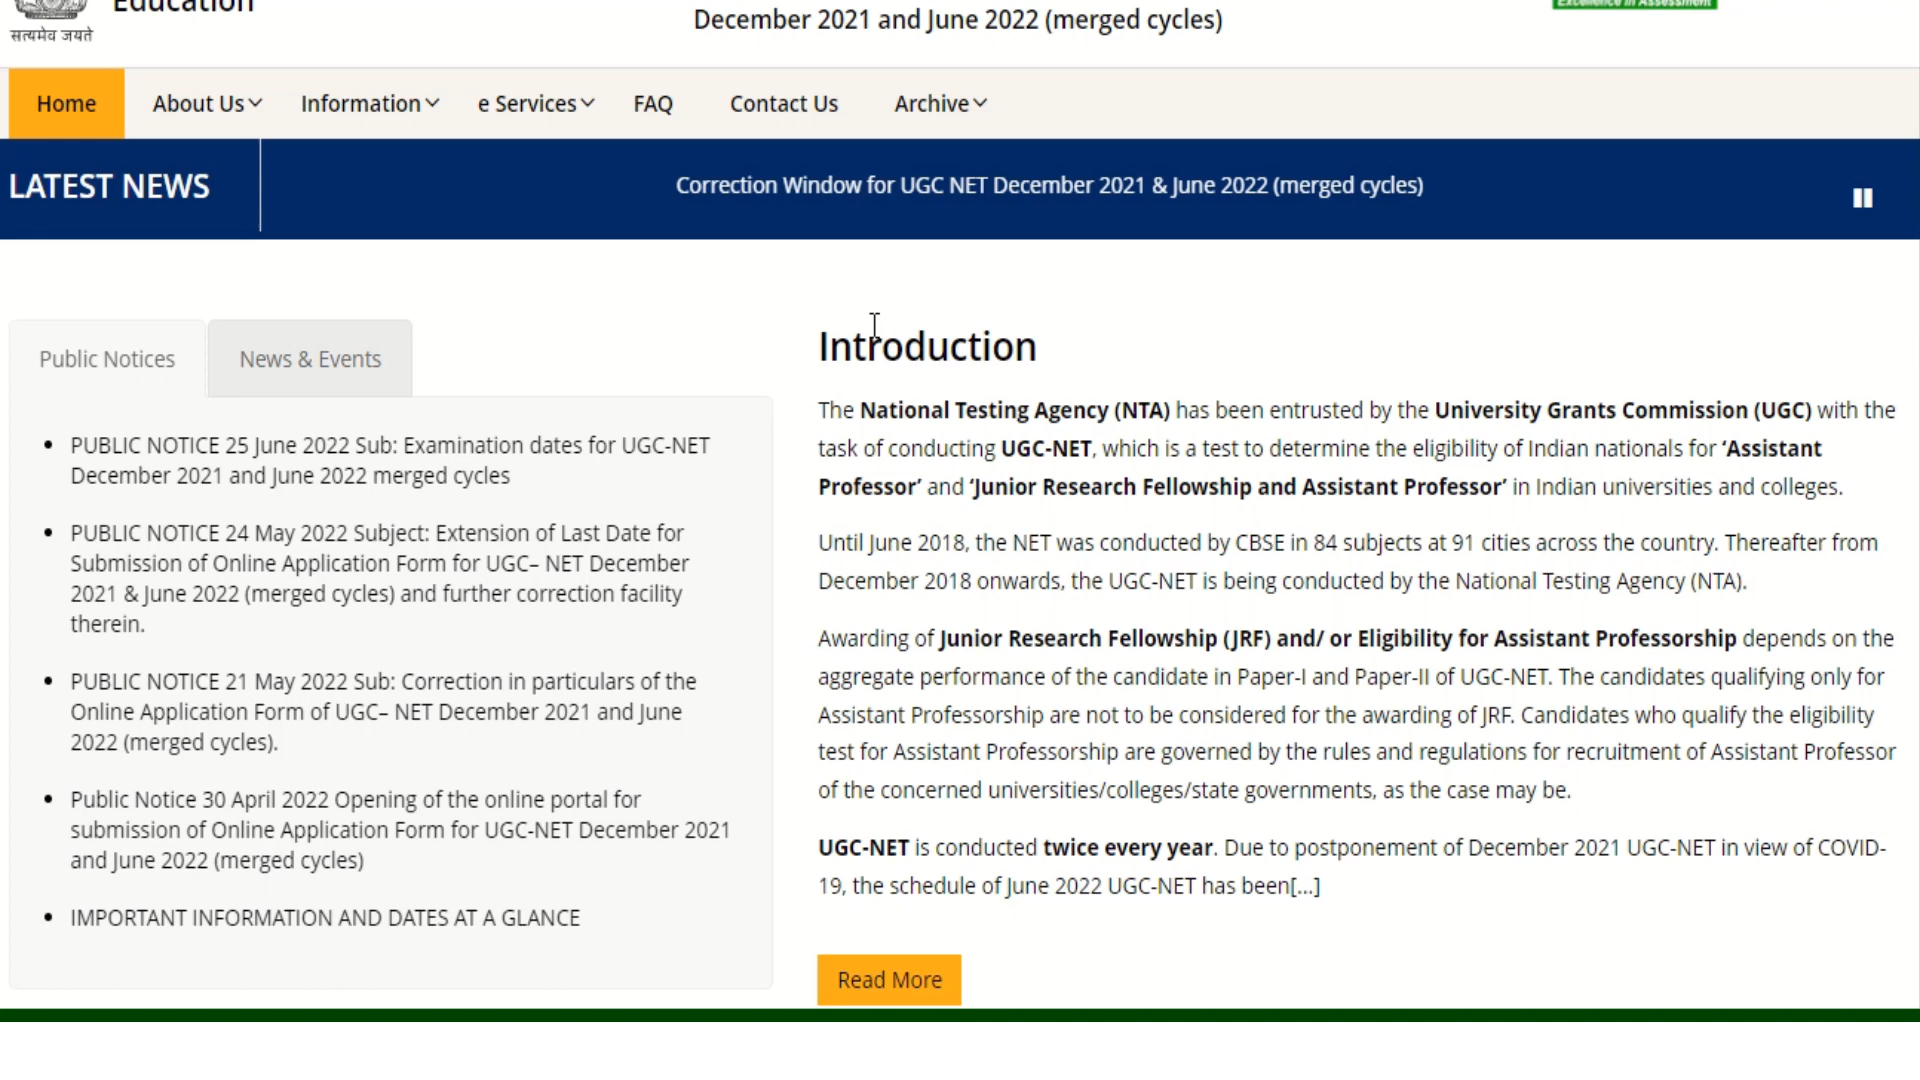 सत्यमेव जयते
Education
December 2021 and June 2022 (merged cycles)
Excellence in Assessment
Home
About Us
Information
e Services
FAQ
Contact Us
Archive
LATEST NEWS
Correction Window for UGC NET December 2021 & June 2022 (merged cycles)
Public Notices
News & Events
PUBLIC NOTICE 25 June 2022 Sub: Examination dates for UGC-NET
December 2021 and June 2022 merged cycles
PUBLIC NOTICE 24 May 2022 Subject: Extension of Last Date for
Submission of Online Application Form for UGC– NET December
2021 & June 2022 (merged cycles) and further correction facility
therein.
PUBLIC NOTICE 21 May 2022 Sub: Correction in particulars of the
Online Application Form of UGC– NET December 2021 and June
2022 (merged cycles).
Public Notice 30 April 2022 Opening of the online portal for
submission of Online Application Form for UGC-NET December 2021
and June 2022 (merged cycles)
IMPORTANT INFORMATION AND DATES AT A GLANCE
Introduction
The National Testing Agency (NTA) has been entrusted by the University Grants Commission (UGC) with the
task of conducting UGC-NET, which is a test to determine the eligibility of Indian nationals for ‘Assistant
Professor’ and ‘Junior Research Fellowship and Assistant Professor’ in Indian universities and colleges.
Until June 2018, the NET was conducted by CBSE in 84 subjects at 91 cities across the country. Thereafter from
December 2018 onwards, the UGC-NET is being conducted by the National Testing Agency (NTA).
Awarding of Junior Research Fellowship (JRF) and/ or Eligibility for Assistant Professorship depends on the
aggregate performance of the candidate in Paper-I and Paper-II of UGC-NET. The candidates qualifying only for
Assistant Professorship are not to be considered for the awarding of JRF. Candidates who qualify the eligibility
test for Assistant Professorship are governed by the rules and regulations for recruitment of Assistant Professor
of the concerned universities/colleges/state governments, as the case may be.
UGC-NET is conducted twice every year. Due to postponement of December 2021 UGC-NET in view of COVID-
19, the schedule of June 2022 UGC-NET has been[...]
Read More